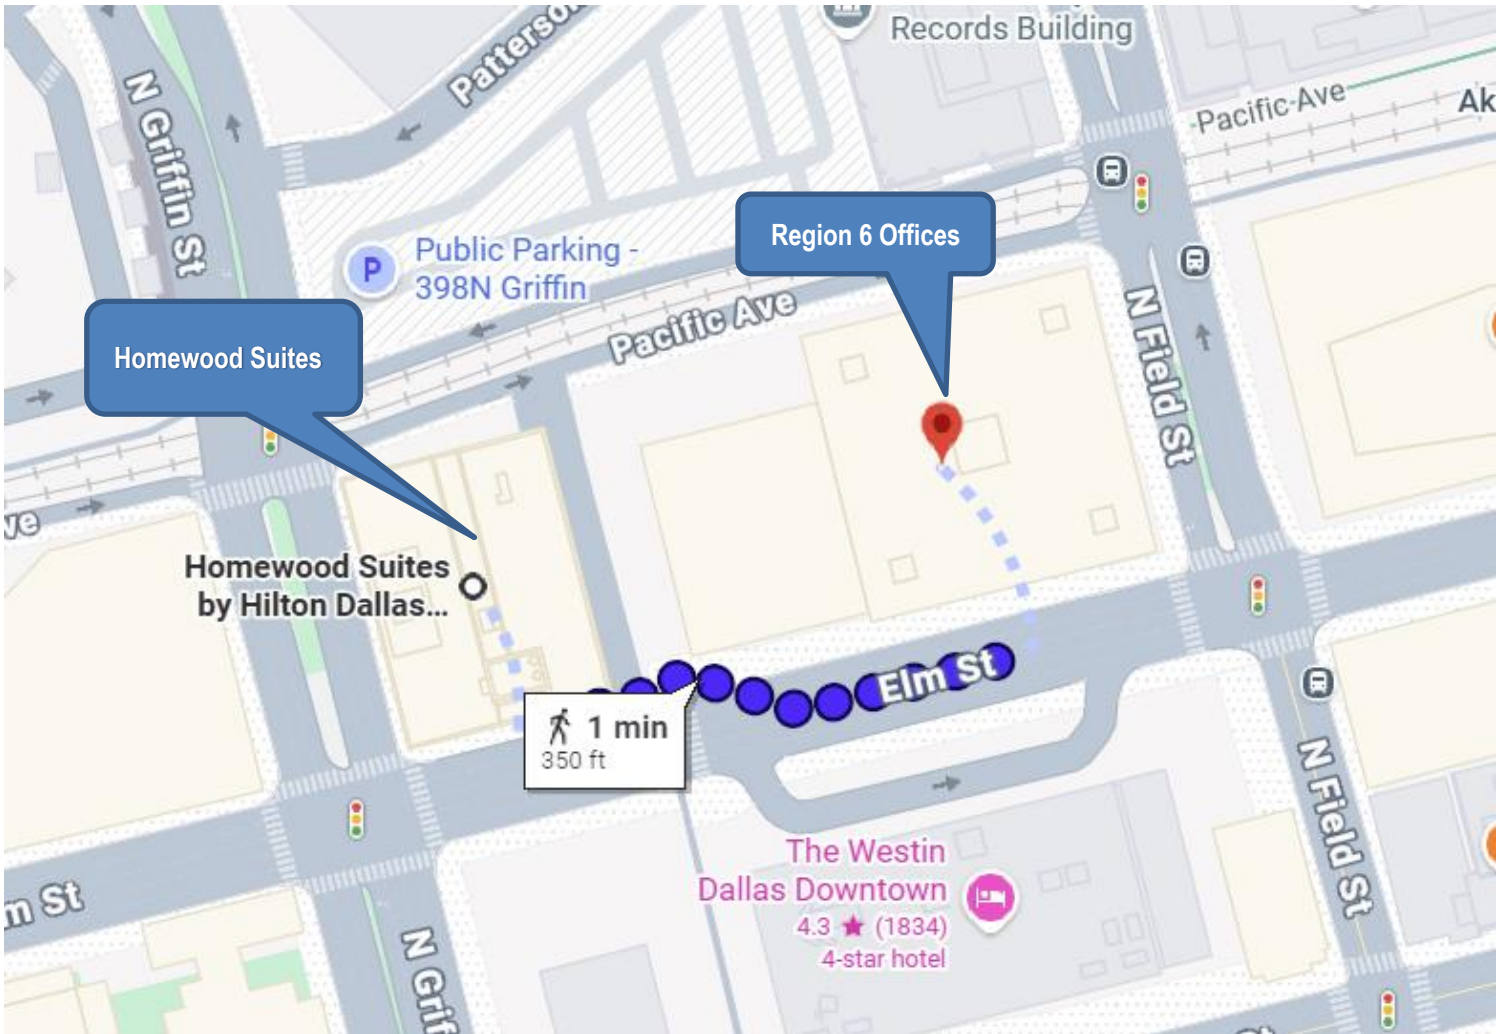 Patterson
Records Building
N Griffin St
Pacific Ave
Ak
Region 6 Offices
P
Public Parking -
398N Griffin
Pacific Ave
N Field St
Homewood Suites
ve
Homewood Suites
by Hilton Dallas...
Elm St
1 min
350 ft
N Field St
The Westin
Dallas Downtown
4.3 ★ (1834)
4-star hotel
m St
N Grif
St